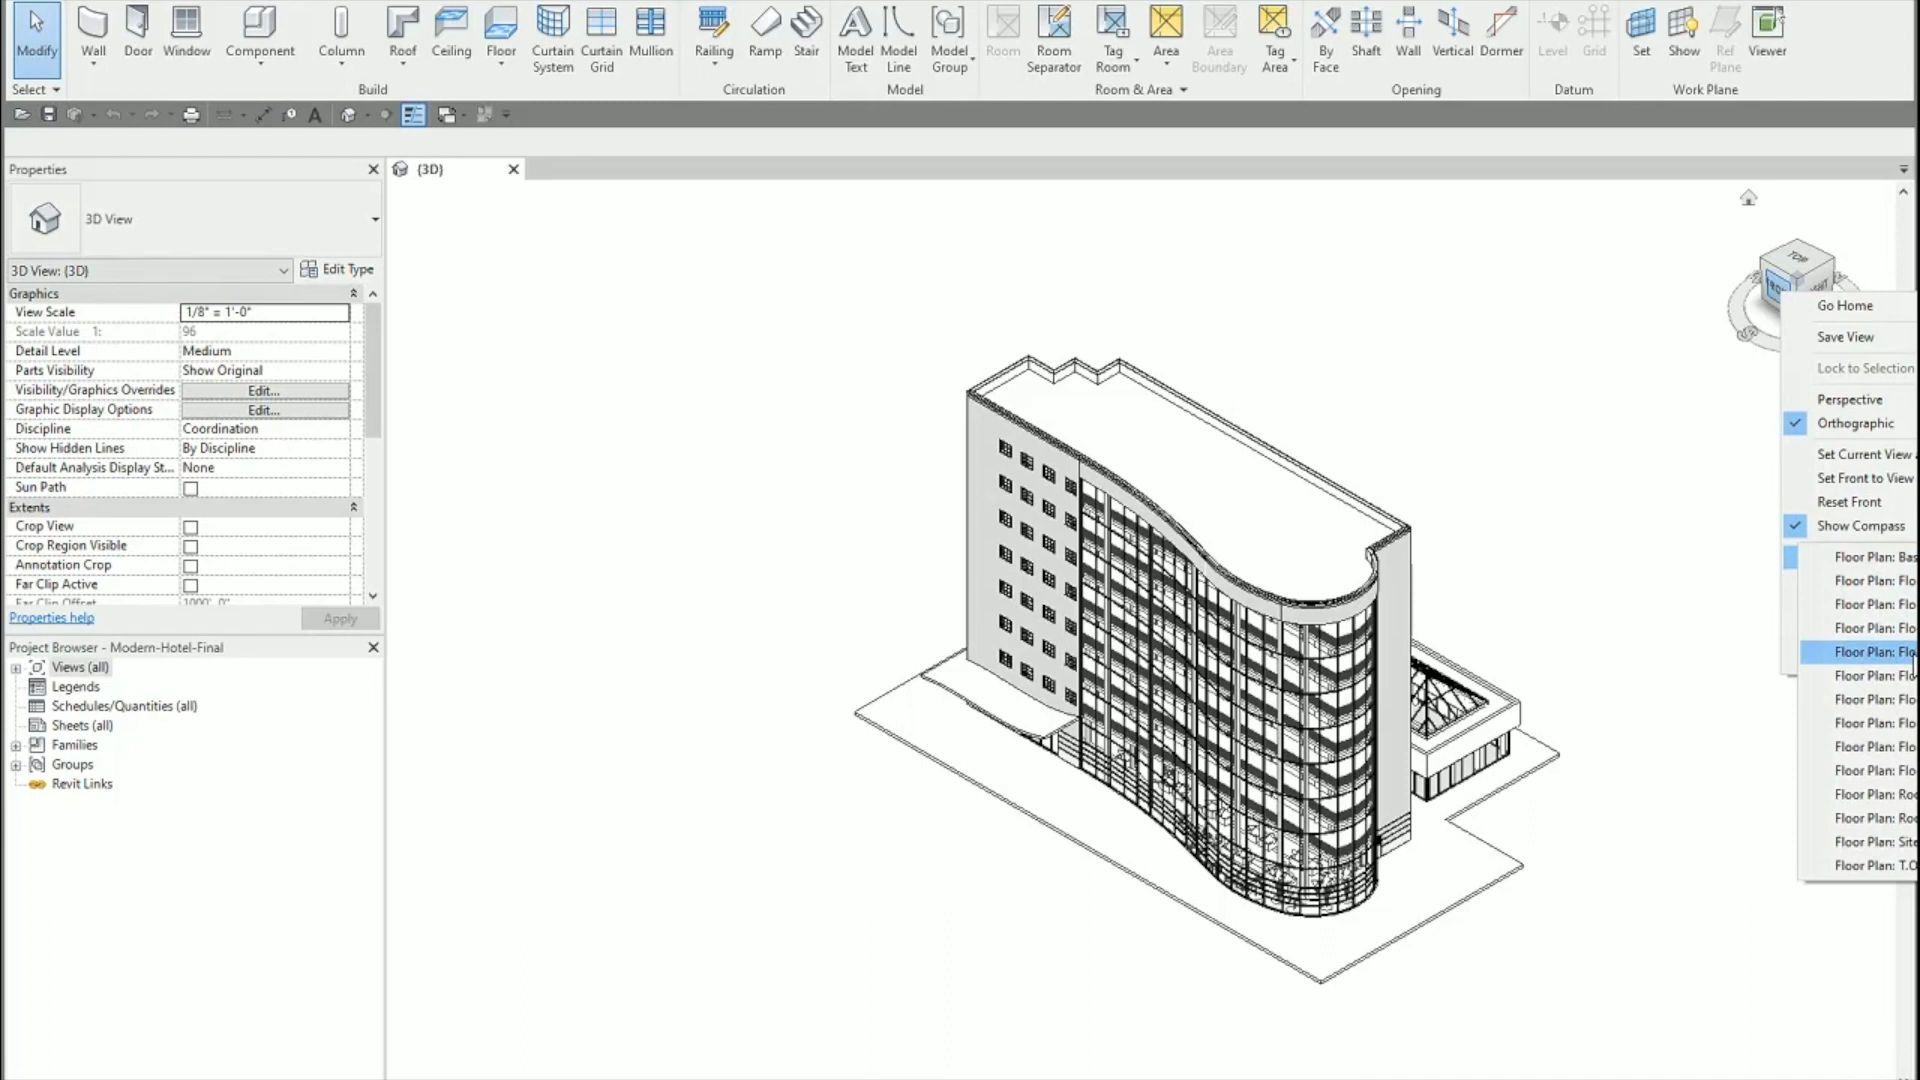 Modify Wall Door Window Component Column Roof Ceiling Floor Curtain System Curtain Grid Mullion Railing Ramp Stair Model Text Model Line Model Group Room Room Separator Tag Room Area Area Boundary Tag Area By Face Shaft Wall Vertical Dormer Level Grid Set Show Ref Plane Viewer
Select Build Circulation Model Room & Area Opening Datum Work Plane
Properties
{3D}
3D View
3D View: {3D}
Edit Type
Graphics
View Scale 1/8" = 1'-0"
Scale Value 1: 96
Detail Level Medium
Parts Visibility Show Original
Visibility/Graphics Overrides Edit...
Graphic Display Options Edit...
Discipline Coordination
Show Hidden Lines By Discipline
Default Analysis Display St... None
Sun Path
Extents
Crop View
Crop Region Visible
Annotation Crop
Far Clip Active
Far Clip Offset 1000' 0"
Properties help Apply
Project Browser - Modern-Hotel-Final
Views (all)
Legends
Schedules/Quantities (all)
Sheets (all)
Families
Groups
Revit Links
TOP
Go Home
Save View
Lock to Selection
Perspective
Orthographic
Set Current View
Set Front to View
Reset Front
Show Compass
Floor Plan: Bas
Floor Plan: Flo
Floor Plan: Flo
Floor Plan: Flo
Floor Plan: Flo
Floor Plan: Flo
Floor Plan: Flo
Floor Plan: Flo
Floor Plan: Flo
Floor Plan: Flo
Floor Plan: Roo
Floor Plan: Roo
Floor Plan: Site
Floor Plan: T.O